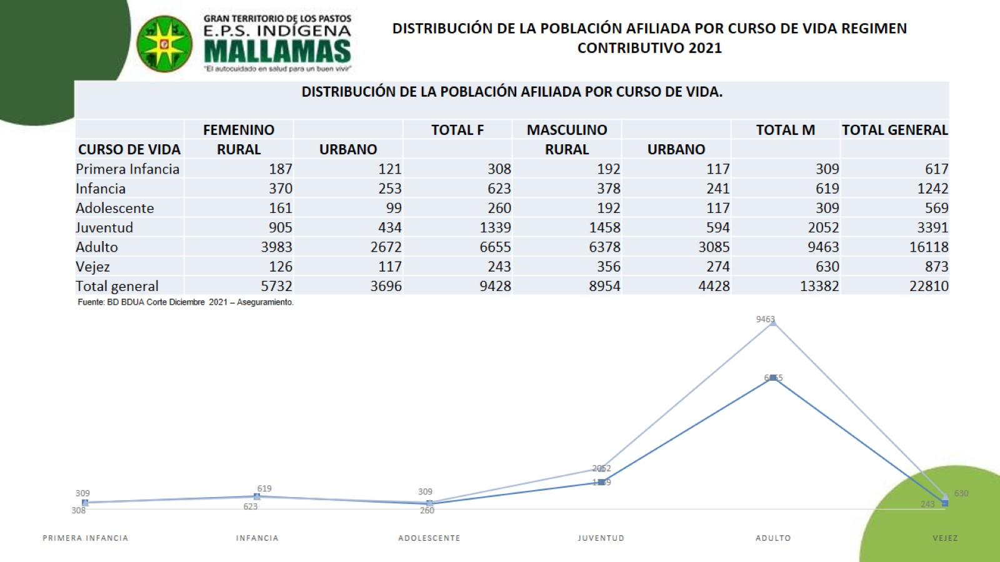 GRAN TERRITORIO DE LOS PASTOS
E.P.S. INDÍGENA
MALLAMAS
"El autocuidado en salud para un buen vivir"
DISTRIBUCIÓN DE LA POBLACIÓN AFILIADA POR CURSO DE VIDA REGIMEN
CONTRIBUTIVO 2021
DISTRIBUCIÓN DE LA POBLACIÓN AFILIADA POR CURSO DE VIDA.
FEMENINO TOTAL F MASCULINO TOTAL M TOTAL GENERAL
CURSO DE VIDA RURAL URBANO RURAL URBANO
Primera Infancia 187 121 308 192 117 309 617
Infancia 370 253 623 378 241 619 1242
Adolescente 161 99 260 192 117 309 569
Juventud 905 434 1339 1458 594 2052 3391
Adulto 3983 2672 6655 6378 3085 9463 16118
Vejez 126 117 243 356 274 630 873
Total general 5732 3696 9428 8954 4428 13382 22810
Fuente: BD BDUA Corte Diciembre 2021 – Aseguramiento.
9463
6655
2052
1339
309
619
309
630
308
623
260
243
PRIMERA INFANCIA INFANCIA ADOLESCENTE JUVENTUD ADULTO VEJEZ